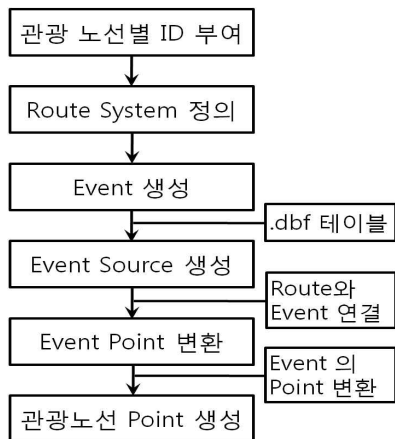 관광 노선별 ID 부여
Route System 정의
Event 생성
.dbf 테이블
Event Source 생성
Route와
Event 연결
Event Point 변환
Event 의
Point 변환
관광노선 Point 생성